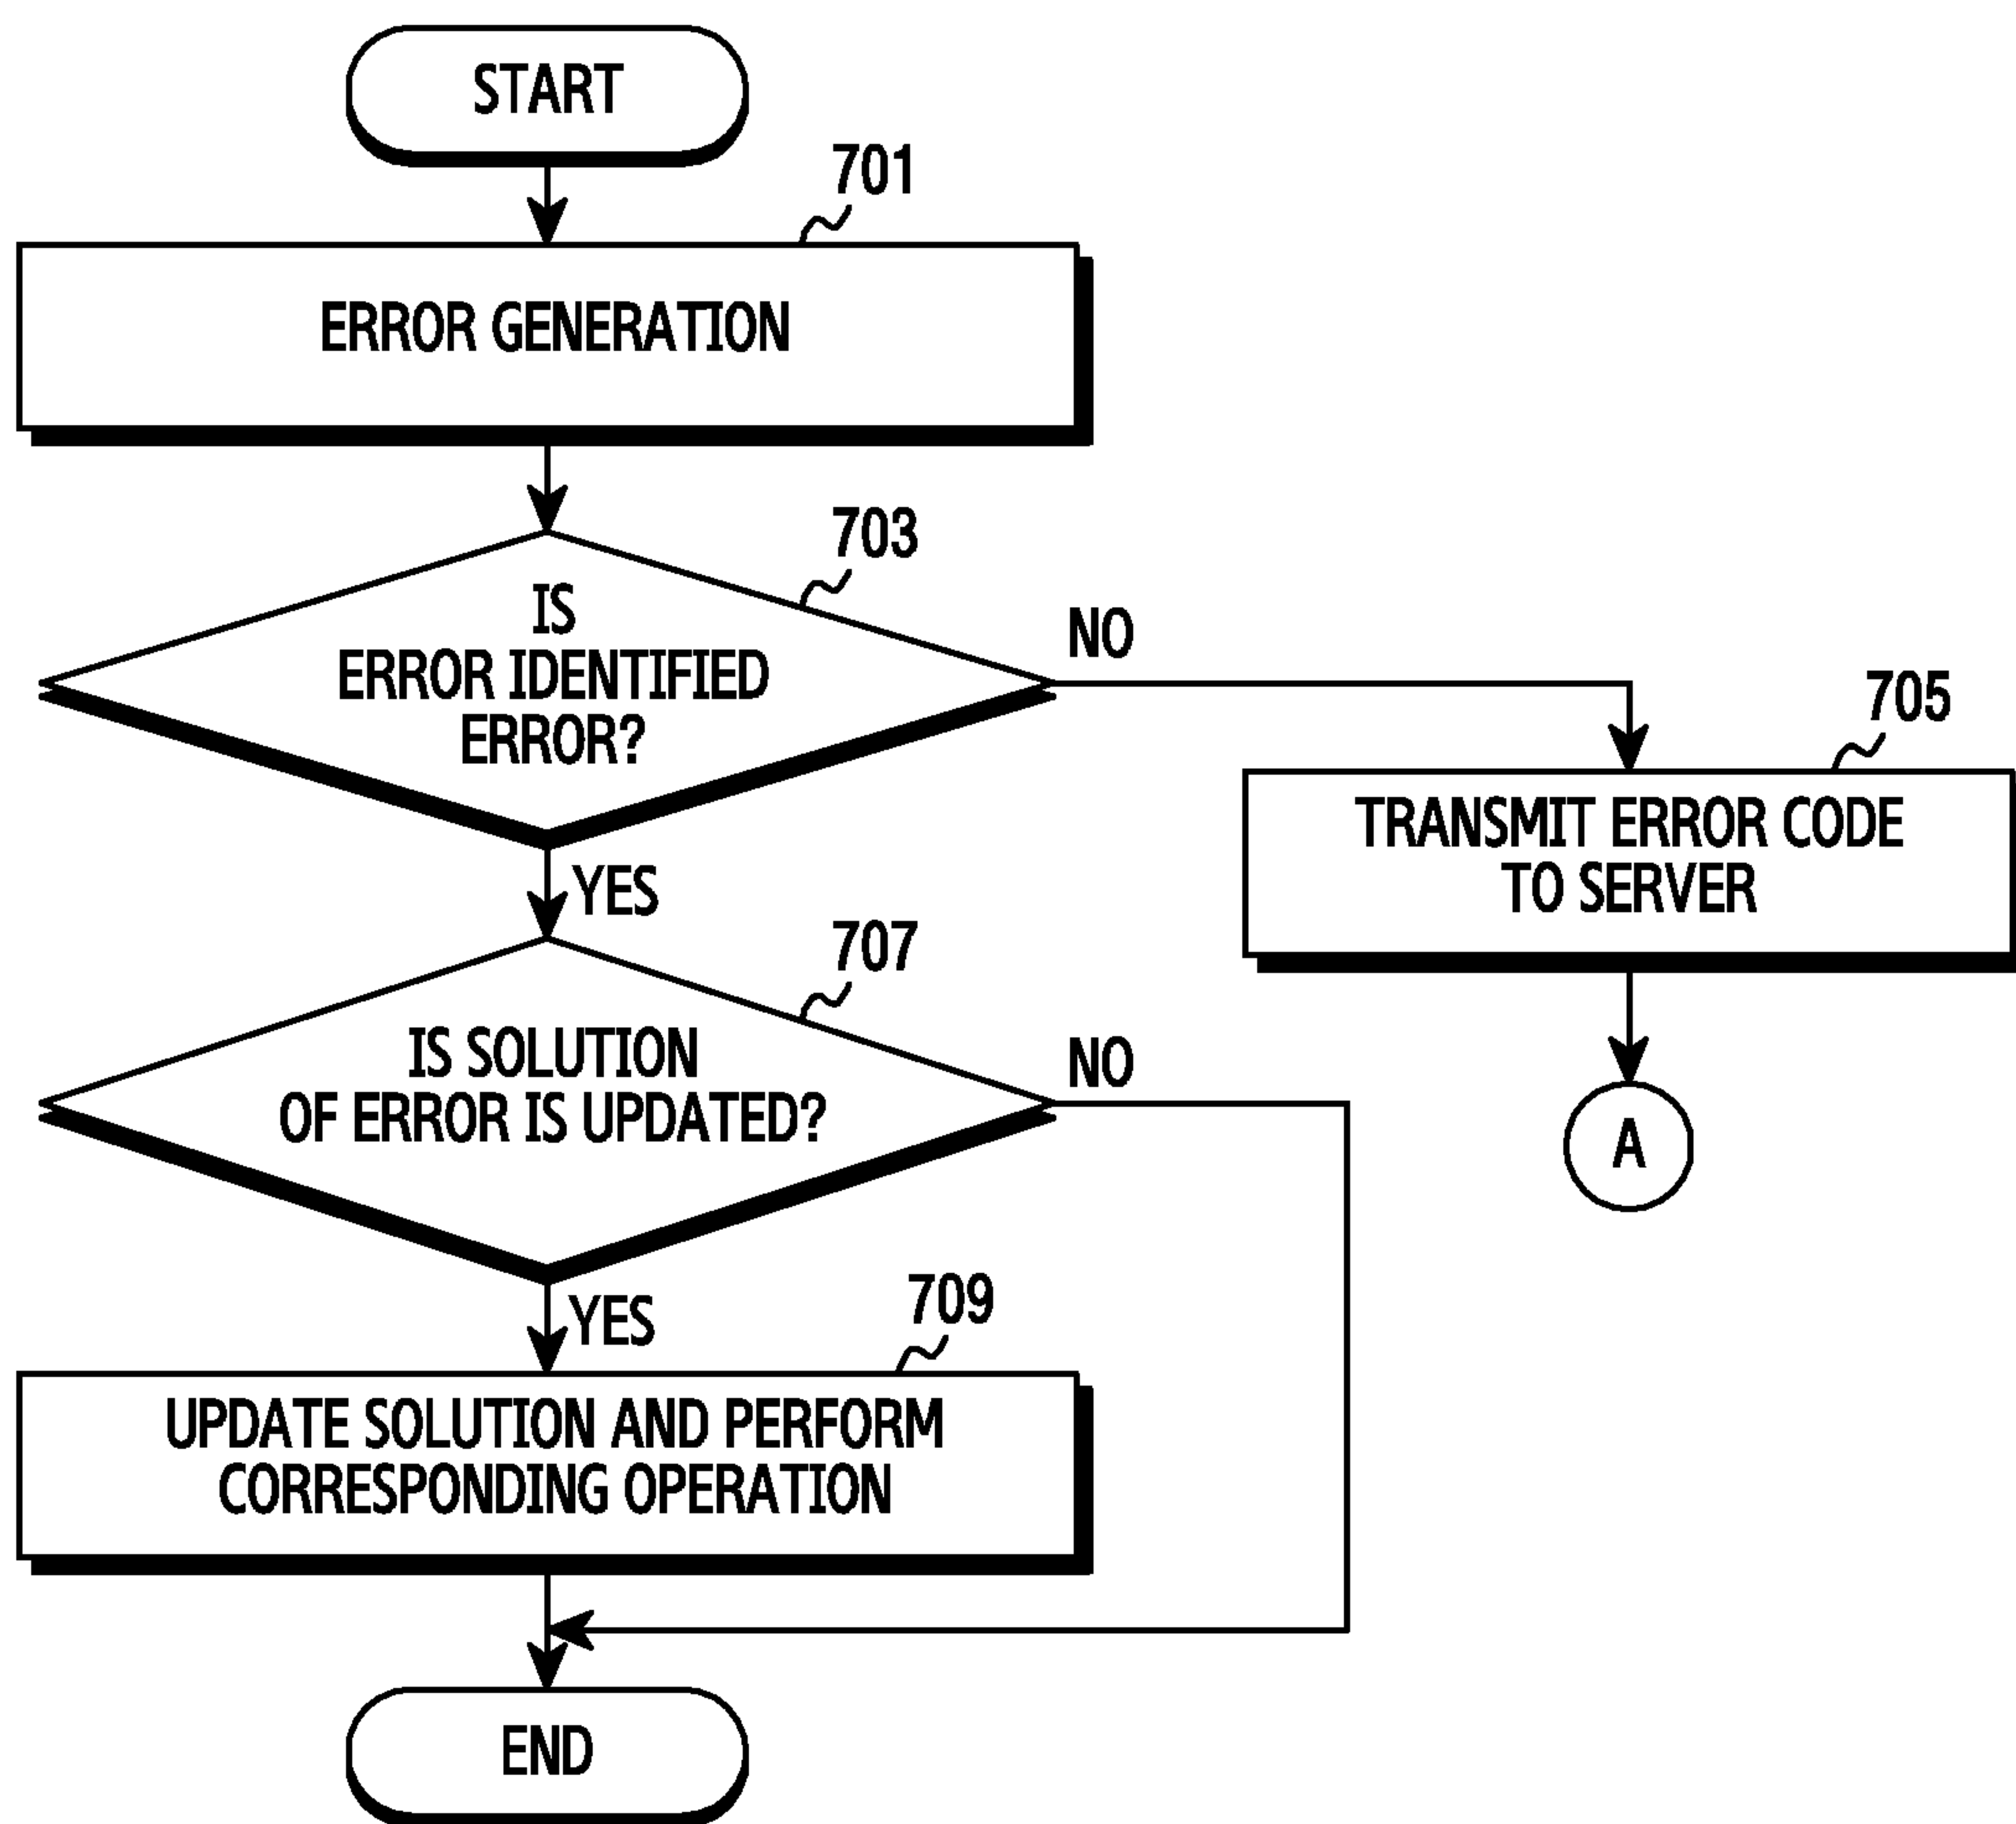 START
701
ERROR GENERATION
703
IS
ERROR IDENTIFIED
ERROR?
NO
705
TRANSMIT ERROR CODE
TO SERVER
A
YES
707
IS SOLUTION
OF ERROR IS UPDATED?
NO
YES
709
UPDATE SOLUTION AND PERFORM
CORRESPONDING OPERATION
END